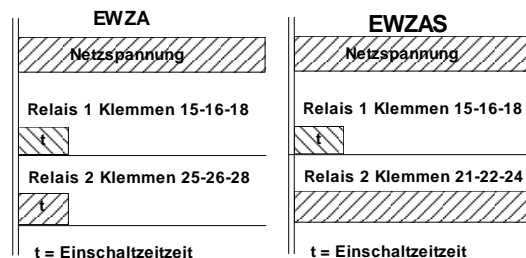 EWZA
Netzspannung
Relais 1 Klemmen 15-16-18
t
Relais 2 Klemmen 25-26-28
t
t = Einschaltzeitzeit
EWZAS
Netzspannung
Relais 1 Klemmen 15-16-18
t
Relais 2 Klemmen 21-22-24
t = Einschaltzeitzeit